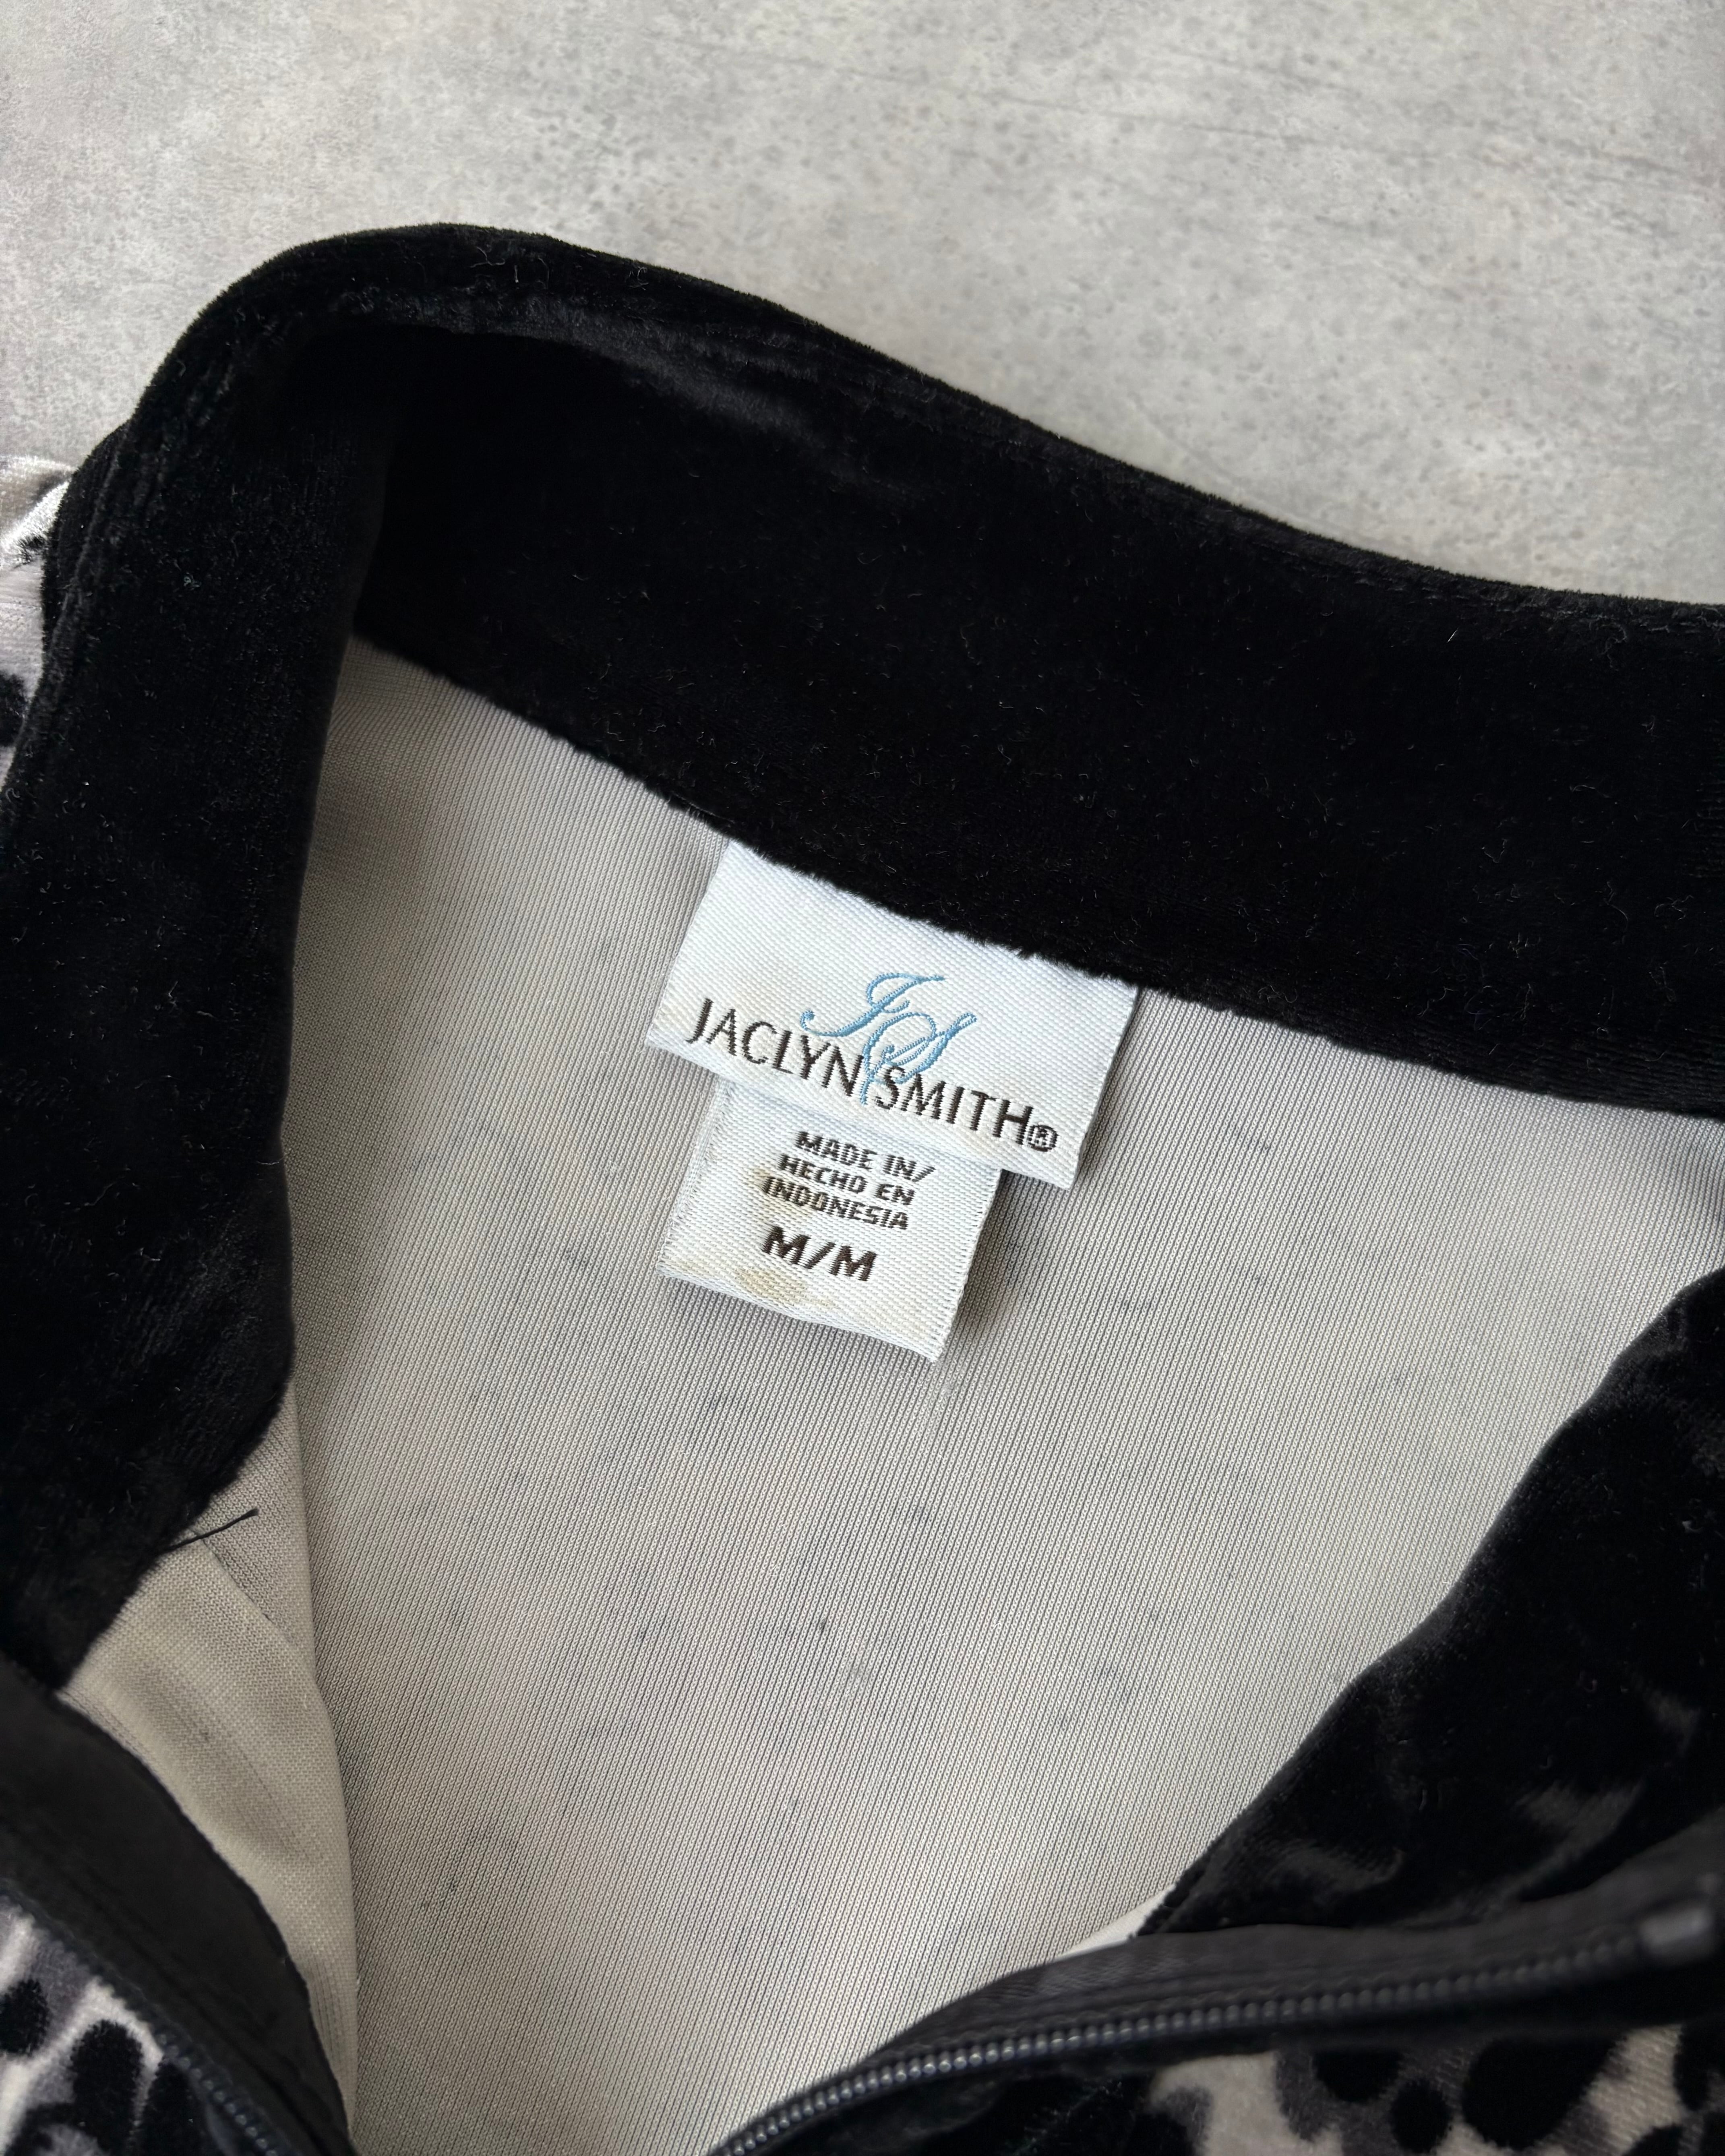 JS
JACLYN SMITH®
MADE IN/
HECHO EN
INDONESIA
M/M